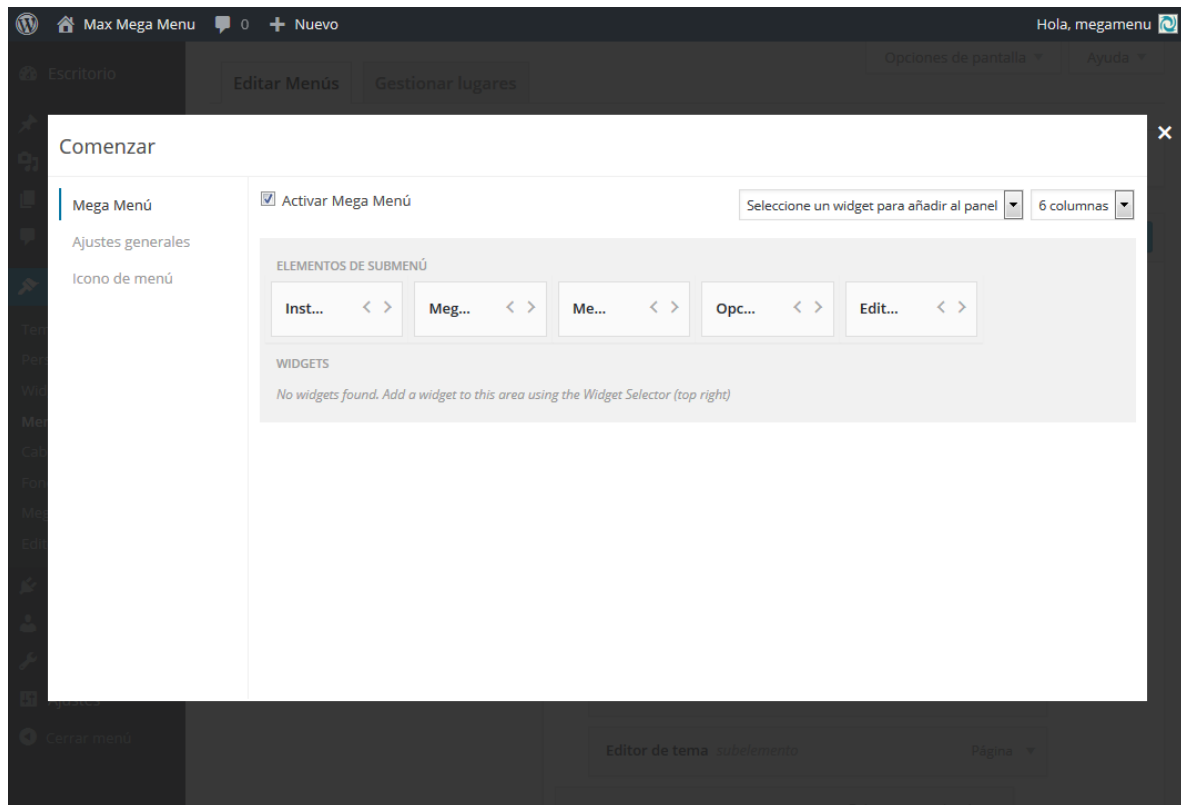 Max Mega Menu 0 Nuevo Hola, megamenu
Opciones de pantalla Ayuda
Escritorio
Editar Menús Gestionar lugares
Comenzar
Mega Menú
Ajustes generales
Icono de menú
Activar Mega Menú
Seleccione un widget para añadir al panel 6 columnas
ELEMENTOS DE SUBMENÚ
Inst... Meg... Me... Opc... Edit...
WIDGETS
No widgets found. Add a widget to this area using the Widget Selector (top right)
Ajustes
Cerrar menú
Editor de tema subelemento Página